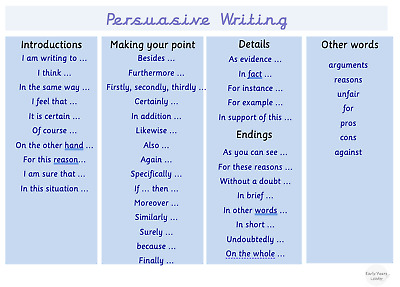 Persuasive Writing
Introductions
I am writing to ...
I think ...
In the same way ...
I feel that ...
It is certain ...
Of course ...
On the other hand ...
For this reason...
I am sure that ...
In this situation ...
Making your point
Besides ...
Furthermore ...
Firstly, secondly, thirdly ...
Certainly ...
In addition ...
Likewise ...
Also ...
Again ...
Specifically ...
If ... then ...
Moreover ...
Similarly ...
Surely ...
because ...
Finally ...
Details
As evidence ...
In fact ...
For instance ...
For example ...
In support of this ...
Endings
As you can see ...
For these reasons ...
Without a doubt ...
In brief ...
In other words ...
In short ...
Undoubtedly ...
On the whole ...
Other words
arguments
reasons
unfair
for
pros
cons
against
Early Years